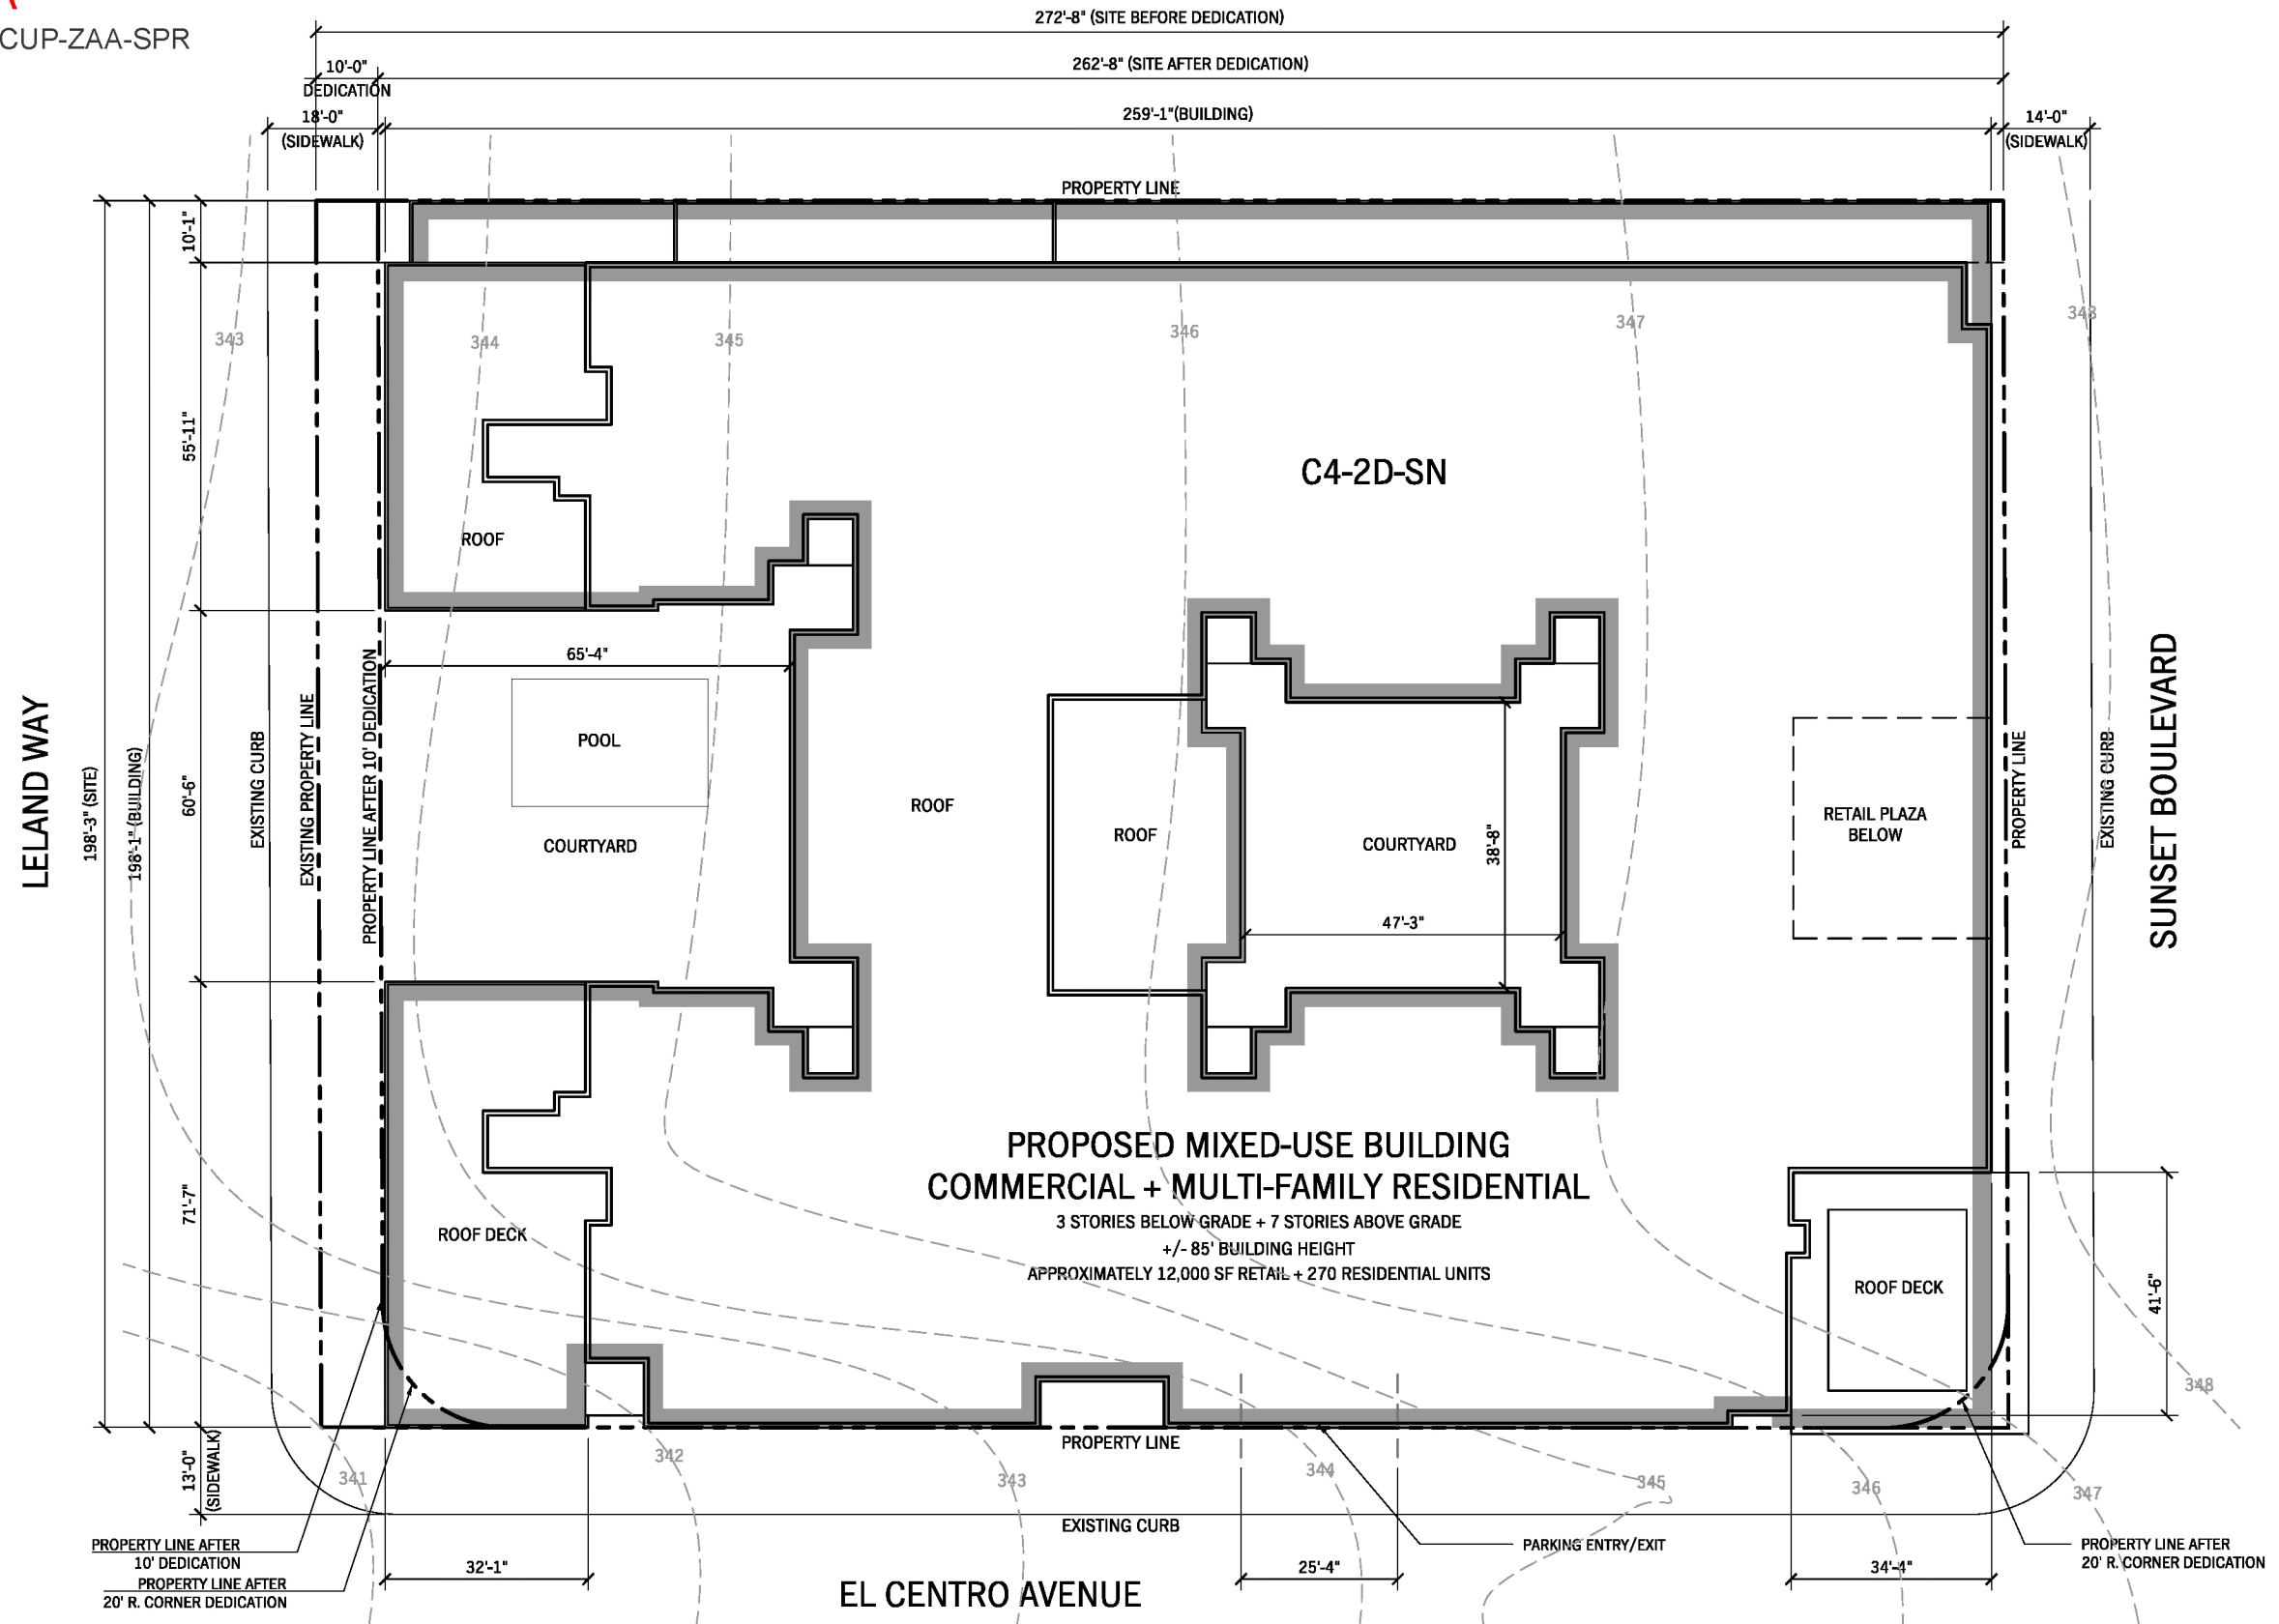 CUP-ZAA-SPR
272'-8" (SITE BEFORE DEDICATION)
10'-0"
DEDICATION
262'-8" (SITE AFTER DEDICATION)
18'-0"
(SIDEWALK)
259'-1"(BUILDING)
14'-0"
(SIDEWALK)
PROPERTY LINE
10'-1"
343
344
345
346
347
348
55'-11"
C4-2D-SN
ROOF
65'-4"
LELAND WAY
198'-3" (SITE)
198'-1" (BUILDING)
60'-6"
EXISTING CURB
EXISTING PROPERTY LINE
PROPERTY LINE AFTER 10' DEDICATION
POOL
COURTYARD
ROOF
ROOF
COURTYARD
38'-8"
47'-3"
RETAIL PLAZA
BELOW
PROPERTY LINE
EXISTING CURB
SUNSET BOULEVARD
PROPOSED MIXED-USE BUILDING
COMMERCIAL + MULTI-FAMILY RESIDENTIAL
3 STORIES BELOW GRADE + 7 STORIES ABOVE GRADE
+/- 85' BUILDING HEIGHT
APPROXIMATELY 12,000 SF RETAIL + 270 RESIDENTIAL UNITS
71'-7"
ROOF DECK
ROOF DECK
41'-6"
348
PROPERTY LINE
13'-0"
(SIDEWALK)
341
342
343
344
345
346
347
EXISTING CURB
PROPERTY LINE AFTER
10' DEDICATION
PROPERTY LINE AFTER
20' R. CORNER DEDICATION
32'-1"
25'-4"
PARKING ENTRY/EXIT
34'-4"
PROPERTY LINE AFTER
20' R. CORNER DEDICATION
EL CENTRO AVENUE